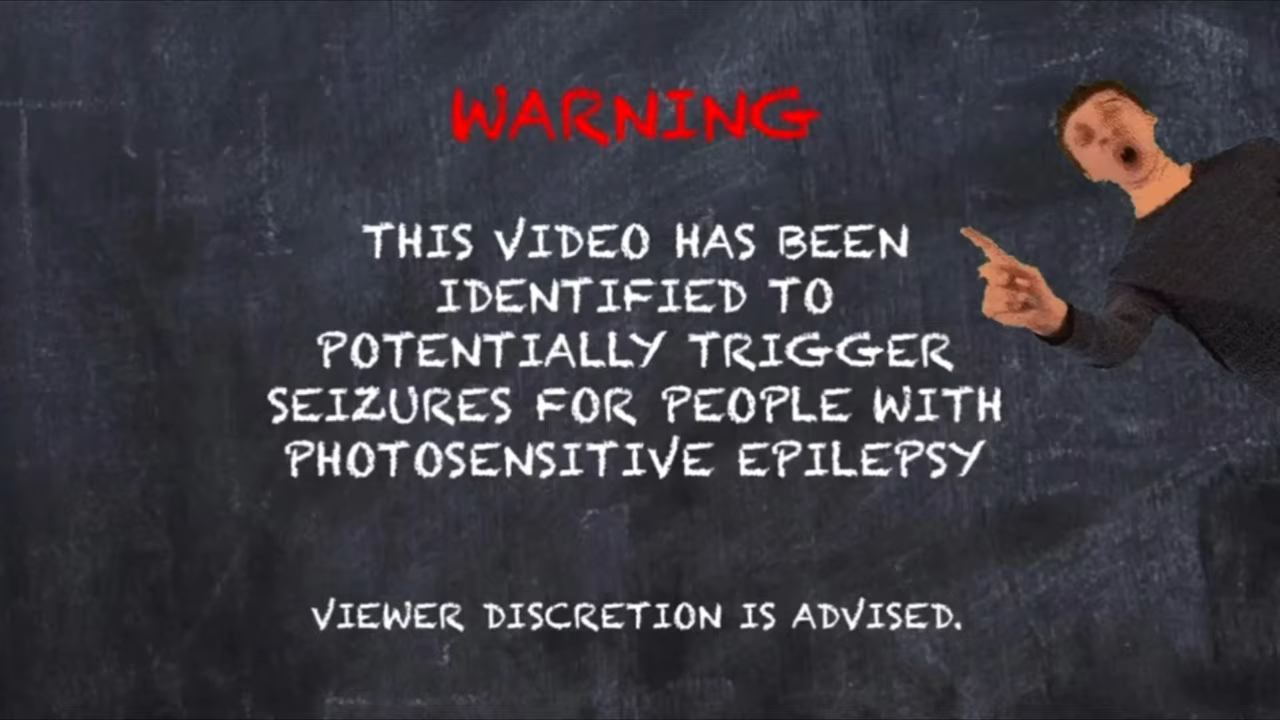 WARNING
THIS VIDEO HAS BEEN
IDENTIFIED TO
POTENTIALLY TRIGGER
SEIZURES FOR PEOPLE WITH
PHOTOSENSITIVE EPILEPSY
VIEWER DISCRETION IS ADVISED.